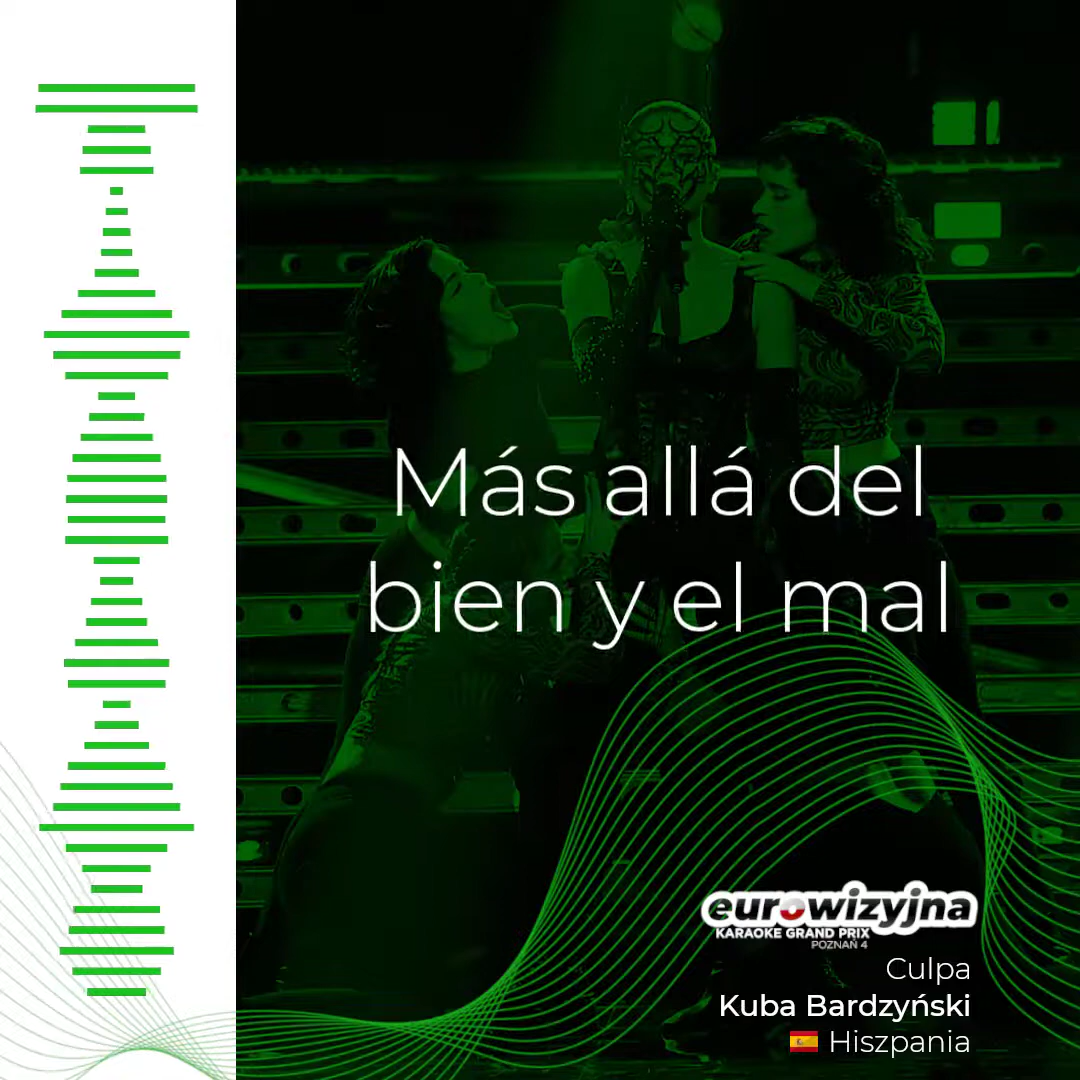 Más allá del
bien y el mal
eurowizyjna
KARAOKE GRAND PRIX
POZNAŃ 4
Culpa
Kuba Bardzyński
Hiszpania